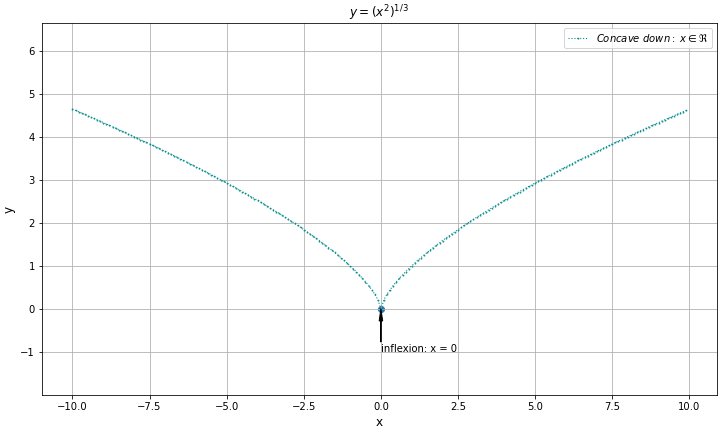 y = (x²)^{1/3}
Concave down : x ∈ ℜ
6
5
4
3
2
1
0
−1
y
inflexion: x = 0
−10.0 −7.5 −5.0 −2.5 0.0 2.5 5.0 7.5 10.0
x